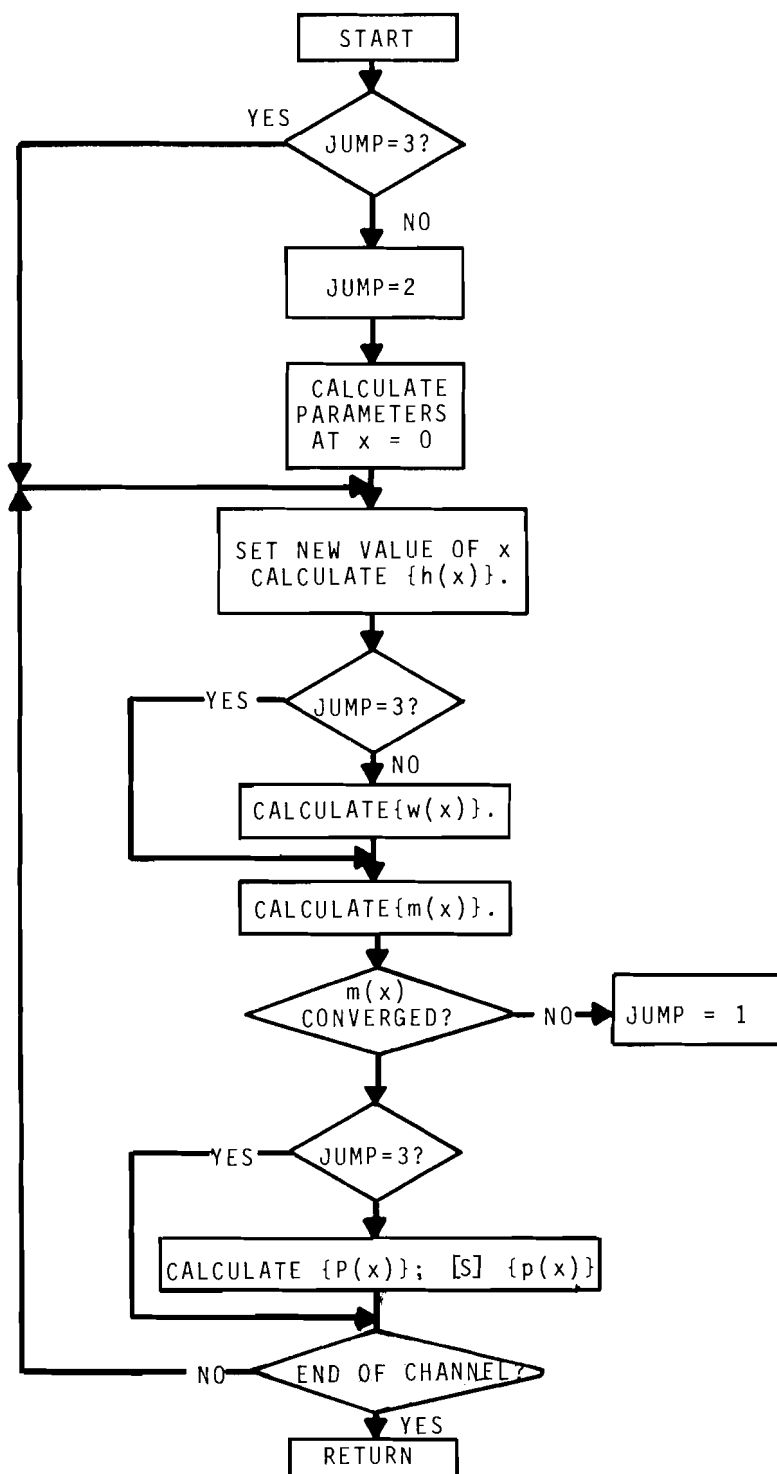 START
YES
JUMP=3?
NO
JUMP=2
CALCULATE
PARAMETERS
AT x = 0
SET NEW VALUE OF x
CALCULATE {h(x)}.
YES
JUMP=3?
NO
CALCULATE{w(x)}.
CALCULATE{m(x)}.
m(x)
CONVERGED?
NO
JUMP = 1
YES
JUMP=3?
CALCULATE {P(x)}; [S] {p(x)}
NO
END OF CHANNEL?
YES
RETURN